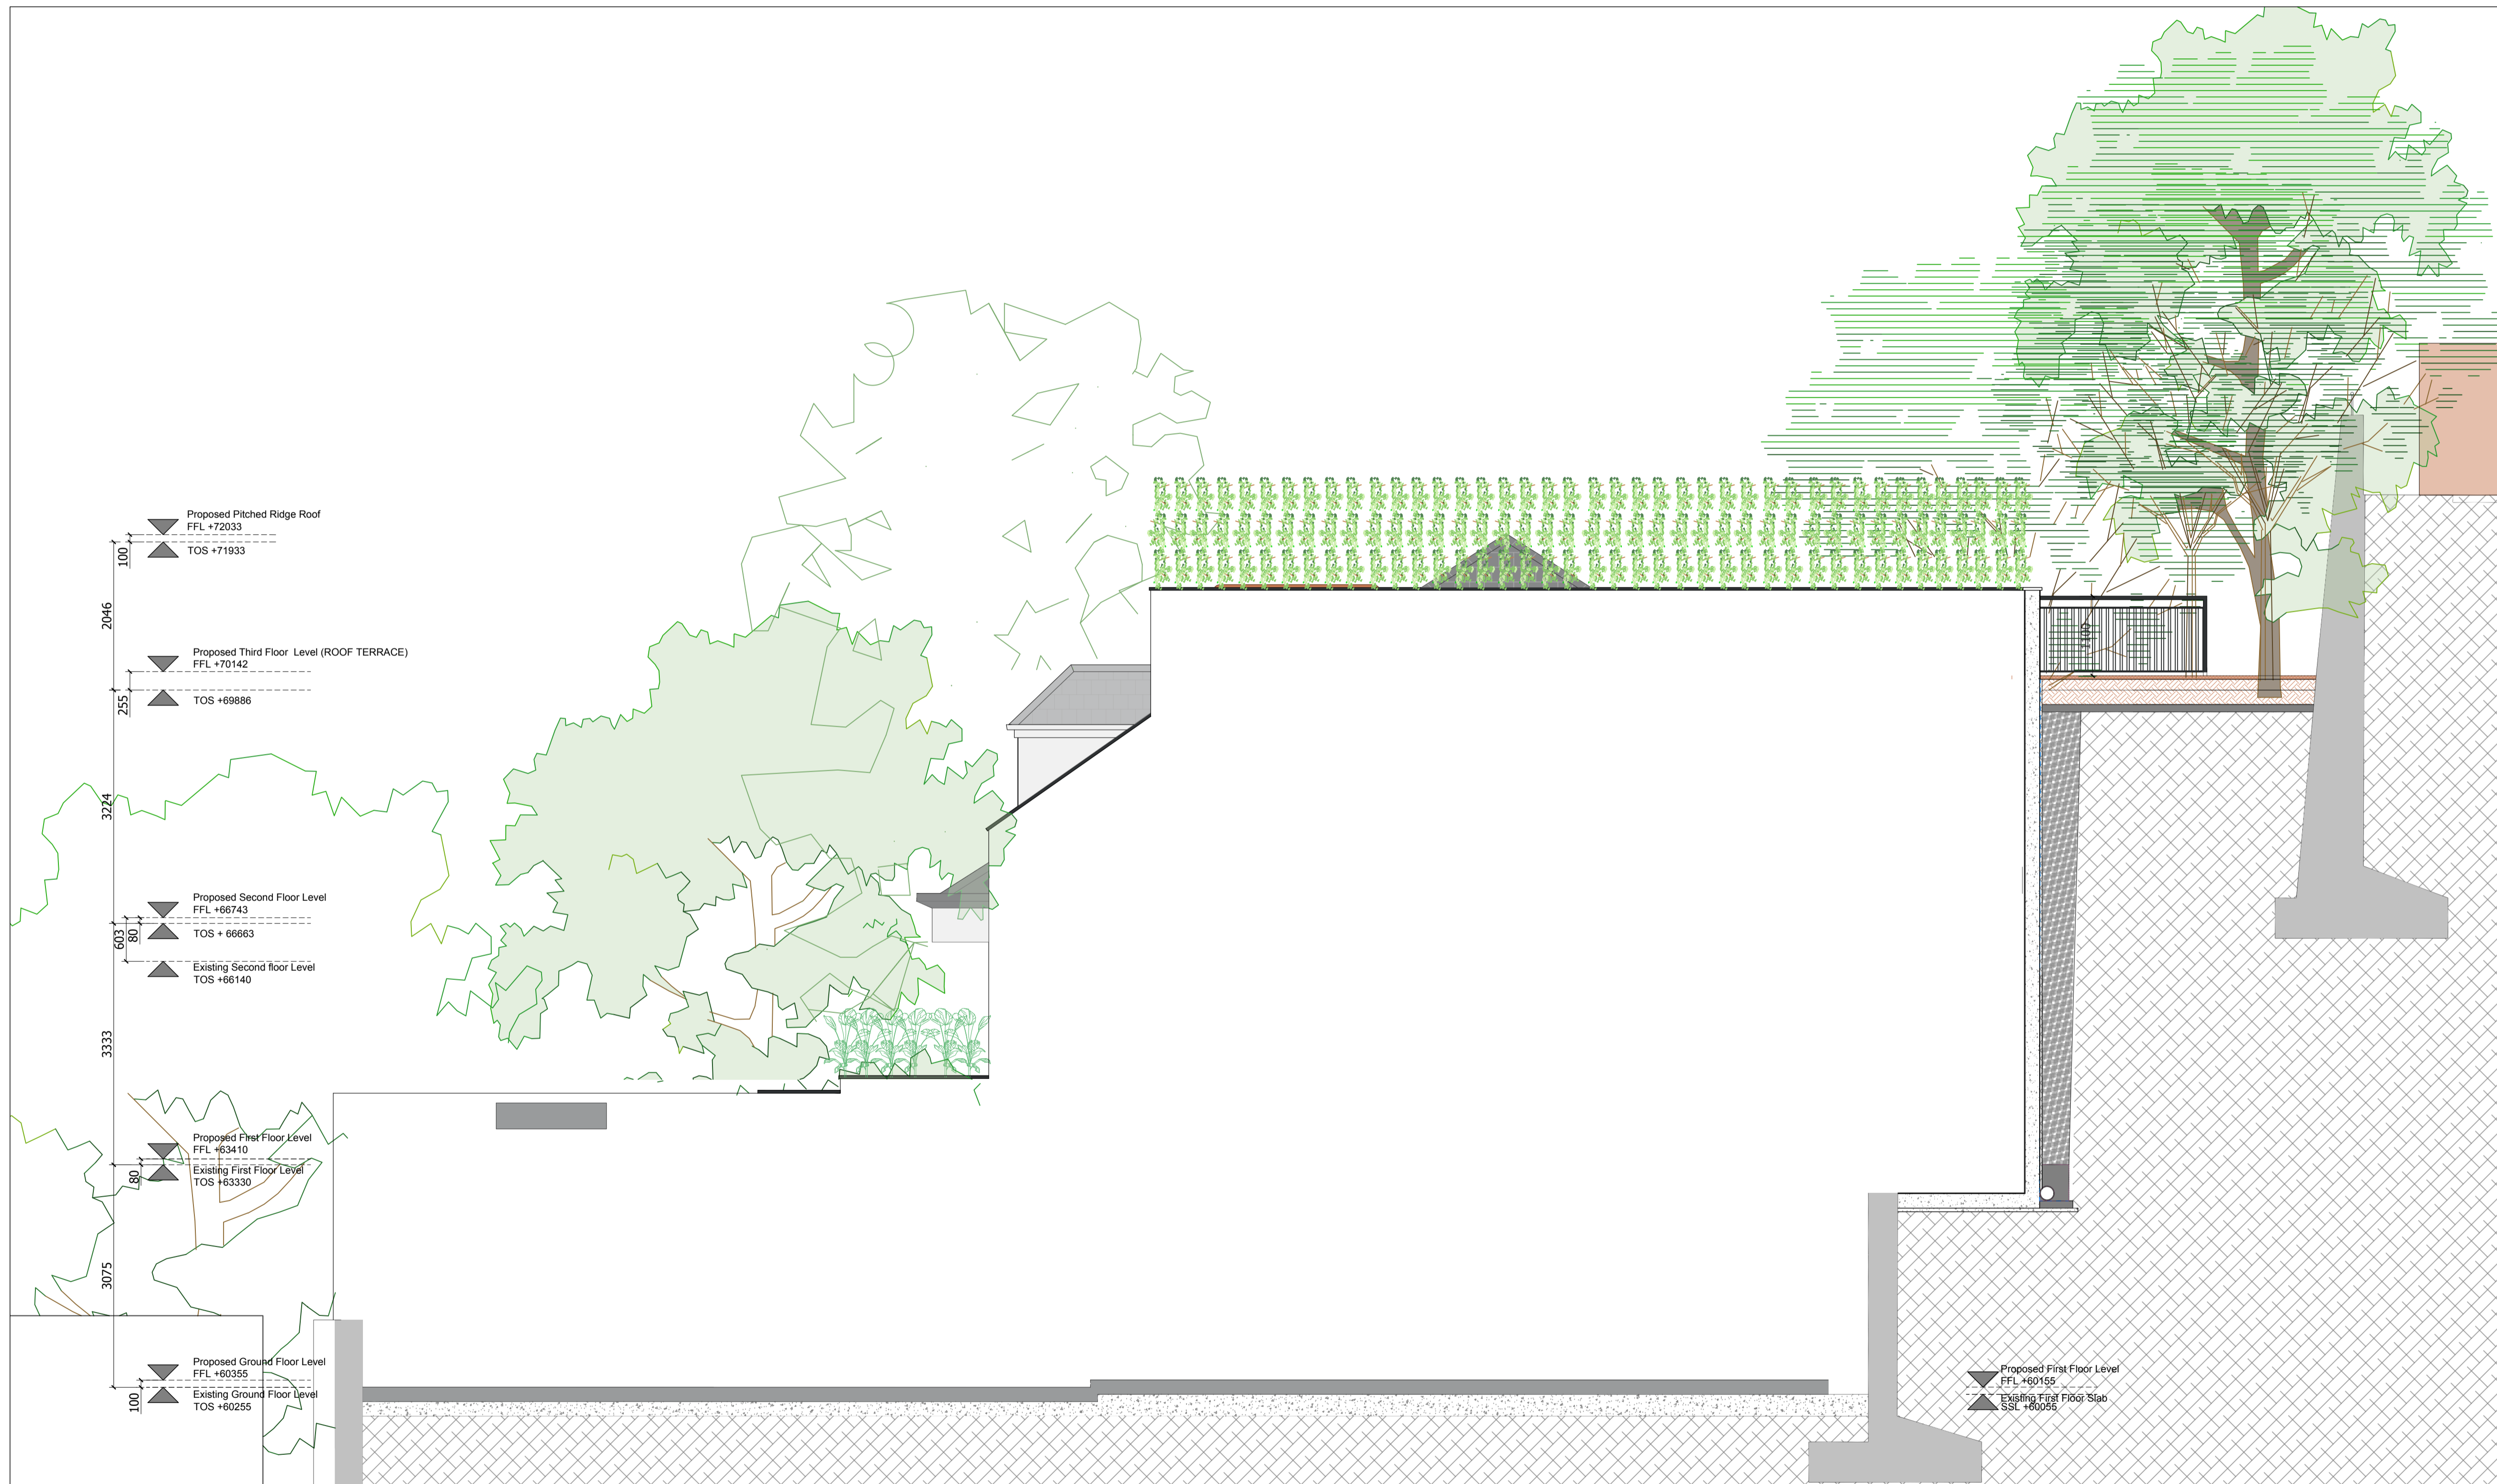 Proposed Pitched Ridge Roof
FFL +72033
100
TOS +71933
2046
Proposed Third Floor Level (ROOF TERRACE)
FFL +70142
255
TOS +69886
1100
3224
Proposed Second Floor Level
FFL +66743
603
80
TOS + 66663
Existing Second floor Level
TOS +66140
3333
Proposed First Floor Level
FFL +63410
80
Existing First Floor Level
TOS +63330
3075
Proposed Ground Floor Level
FFL +60355
100
Existing Ground Floor Level
TOS +60255
Proposed First Floor Level
FFL +60155
Existing First Floor Slab
SSL +60055